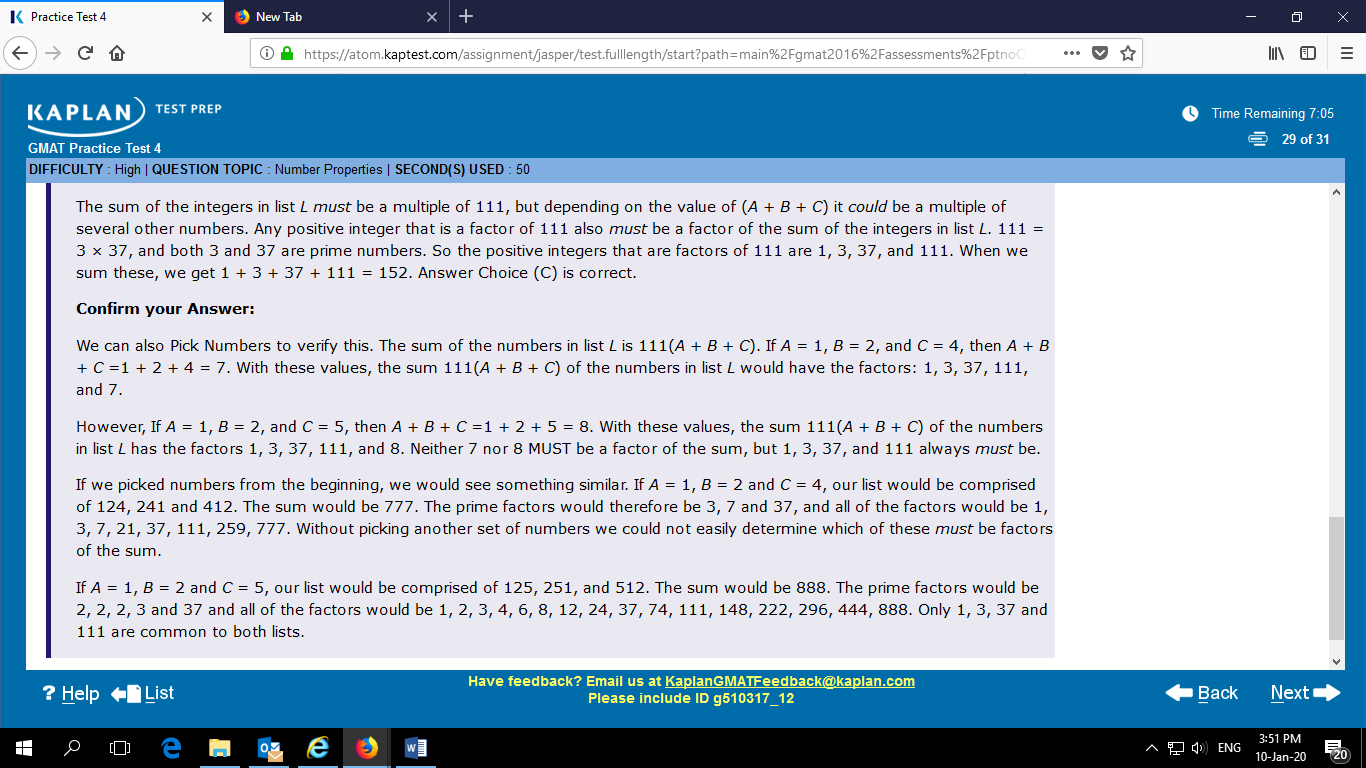 Practice Test 4
New Tab
https://atom.kaptest.com/assignment/jasper/test.fulllength/start?path=main%2Fgmat2016%2Fassessments%2Fptno
KAPLAN TEST PREP
Time Remaining 7:05
GMAT Practice Test 4
29 of 31
DIFFICULTY : High | QUESTION TOPIC : Number Properties | SECOND(S) USED : 50
The sum of the integers in list L must be a multiple of 111, but depending on the value of (A + B + C) it could be a multiple of
several other numbers. Any positive integer that is a factor of 111 also must be a factor of the sum of the integers in list L. 111 =
3 × 37, and both 3 and 37 are prime numbers. So the positive integers that are factors of 111 are 1, 3, 37, and 111. When we
sum these, we get 1 + 3 + 37 + 111 = 152. Answer Choice (C) is correct.
Confirm your Answer:
We can also Pick Numbers to verify this. The sum of the numbers in list L is 111(A + B + C). If A = 1, B = 2, and C = 4, then A + B
+ C =1 + 2 + 4 = 7. With these values, the sum 111(A + B + C) of the numbers in list L would have the factors: 1, 3, 37, 111,
and 7.
However, If A = 1, B = 2, and C = 5, then A + B + C =1 + 2 + 5 = 8. With these values, the sum 111(A + B + C) of the numbers
in list L has the factors 1, 3, 37, 111, and 8. Neither 7 nor 8 MUST be a factor of the sum, but 1, 3, 37, and 111 always must be.
If we picked numbers from the beginning, we would see something similar. If A = 1, B = 2 and C = 4, our list would be comprised
of 124, 241 and 412. The sum would be 777. The prime factors would therefore be 3, 7 and 37, and all of the factors would be 1,
3, 7, 21, 37, 111, 259, 777. Without picking another set of numbers we could not easily determine which of these must be factors
of the sum.
If A = 1, B = 2 and C = 5, our list would be comprised of 125, 251, and 512. The sum would be 888. The prime factors would be
2, 2, 2, 3 and 37 and all of the factors would be 1, 2, 3, 4, 6, 8, 12, 24, 37, 74, 111, 148, 222, 296, 444, 888. Only 1, 3, 37 and
111 are common to both lists.
? Help List
Have feedback? Email us at KaplanGMATFeedback@kaplan.com
Please include ID g510317_12
Back Next
ENG
3:51 PM
10-Jan-20
20